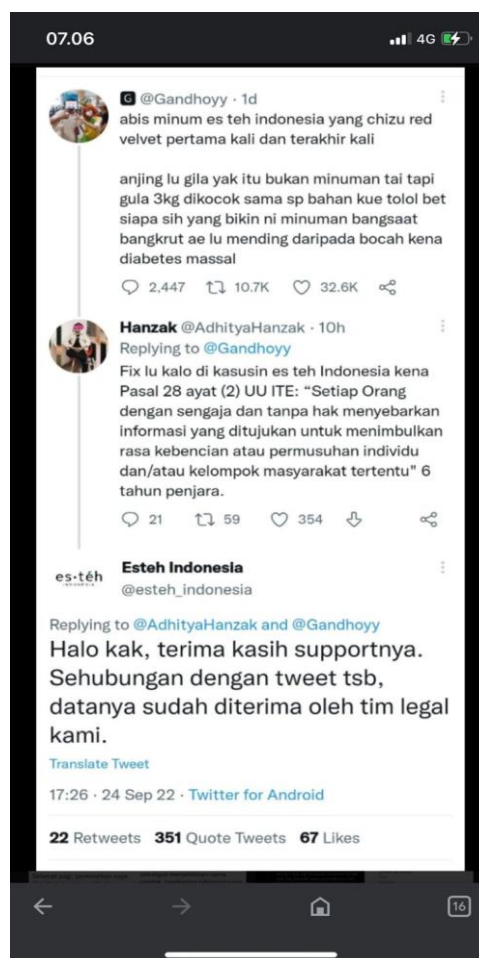 07.06
4G
G @Gandhoyy · 1d
abis minum es teh indonesia yang chizu red
velvet pertama kali dan terakhir kali
anjing lu gila yak itu bukan minuman tai tapi
gula 3kg dikocok sama sp bahan kue tolol bet
siapa sih yang bikin ni minuman bangsaat
bangkrut ae lu mending daripada bocah kena
diabetes massal
2,447 10.7K 32.6K
Hanzak @AdhityaHanzak · 10h
Replying to @Gandhoyy
Fix lu kalo di kasusin es teh Indonesia kena
Pasal 28 ayat (2) UU ITE: “Setiap Orang
dengan sengaja dan tanpa hak menyebarkan
informasi yang ditujukan untuk menimbulkan
rasa kebencian atau permusuhan individu
dan/atau kelompok masyarakat tertentu" 6
tahun penjara.
21 59 354
es·téh
Esteh Indonesia
@esteh_indonesia
Replying to @AdhityaHanzak and @Gandhoyy
Halo kak, terima kasih supportnya.
Sehubungan dengan tweet tsb,
datanya sudah diterima oleh tim legal
kami.
Translate Tweet
17:26 · 24 Sep 22 · Twitter for Android
22 Retweets 351 Quote Tweets 67 Likes
16